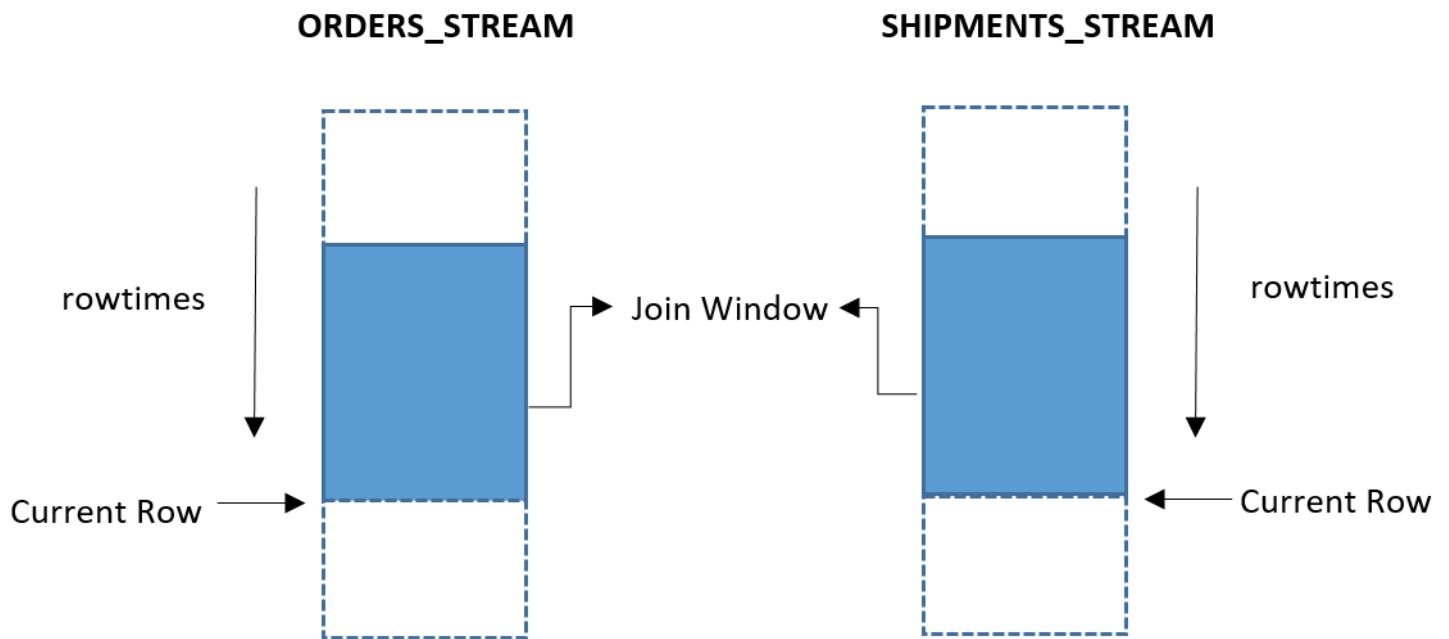 ORDERS_STREAM
SHIPMENTS_STREAM
rowtimes
Join Window
rowtimes
Current Row
Current Row